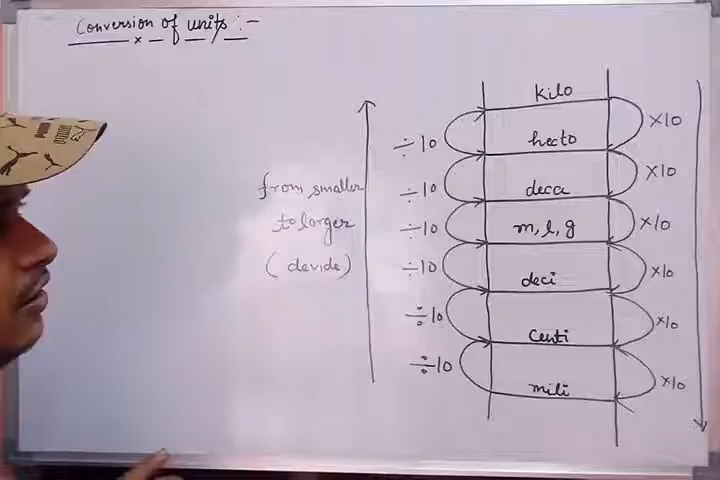 Conversion of units :-
Kilo
÷10
hecto
×10
from smaller
to larger
(devide)
÷10
deca
×10
÷10
m, l, g
×10
÷10
deci
×10
÷10
Centi
×10
÷10
mili
×10
PUMA